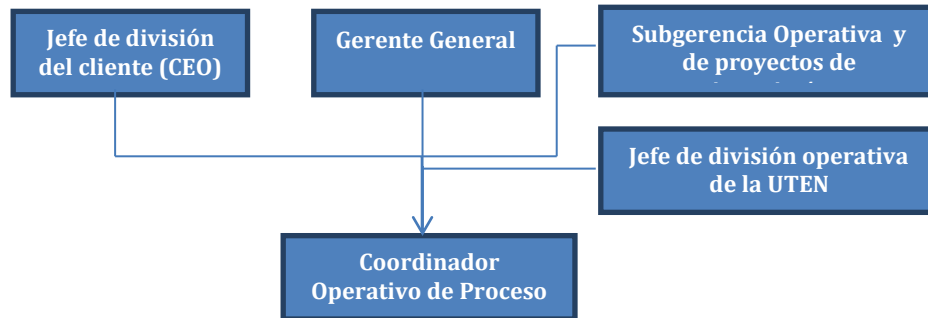 Jefe de división
del cliente (CEO)
Gerente General
Subgerencia Operativa y
de proyectos de
Jefe de división operativa
de la UTEN
Coordinador
Operativo de Proceso